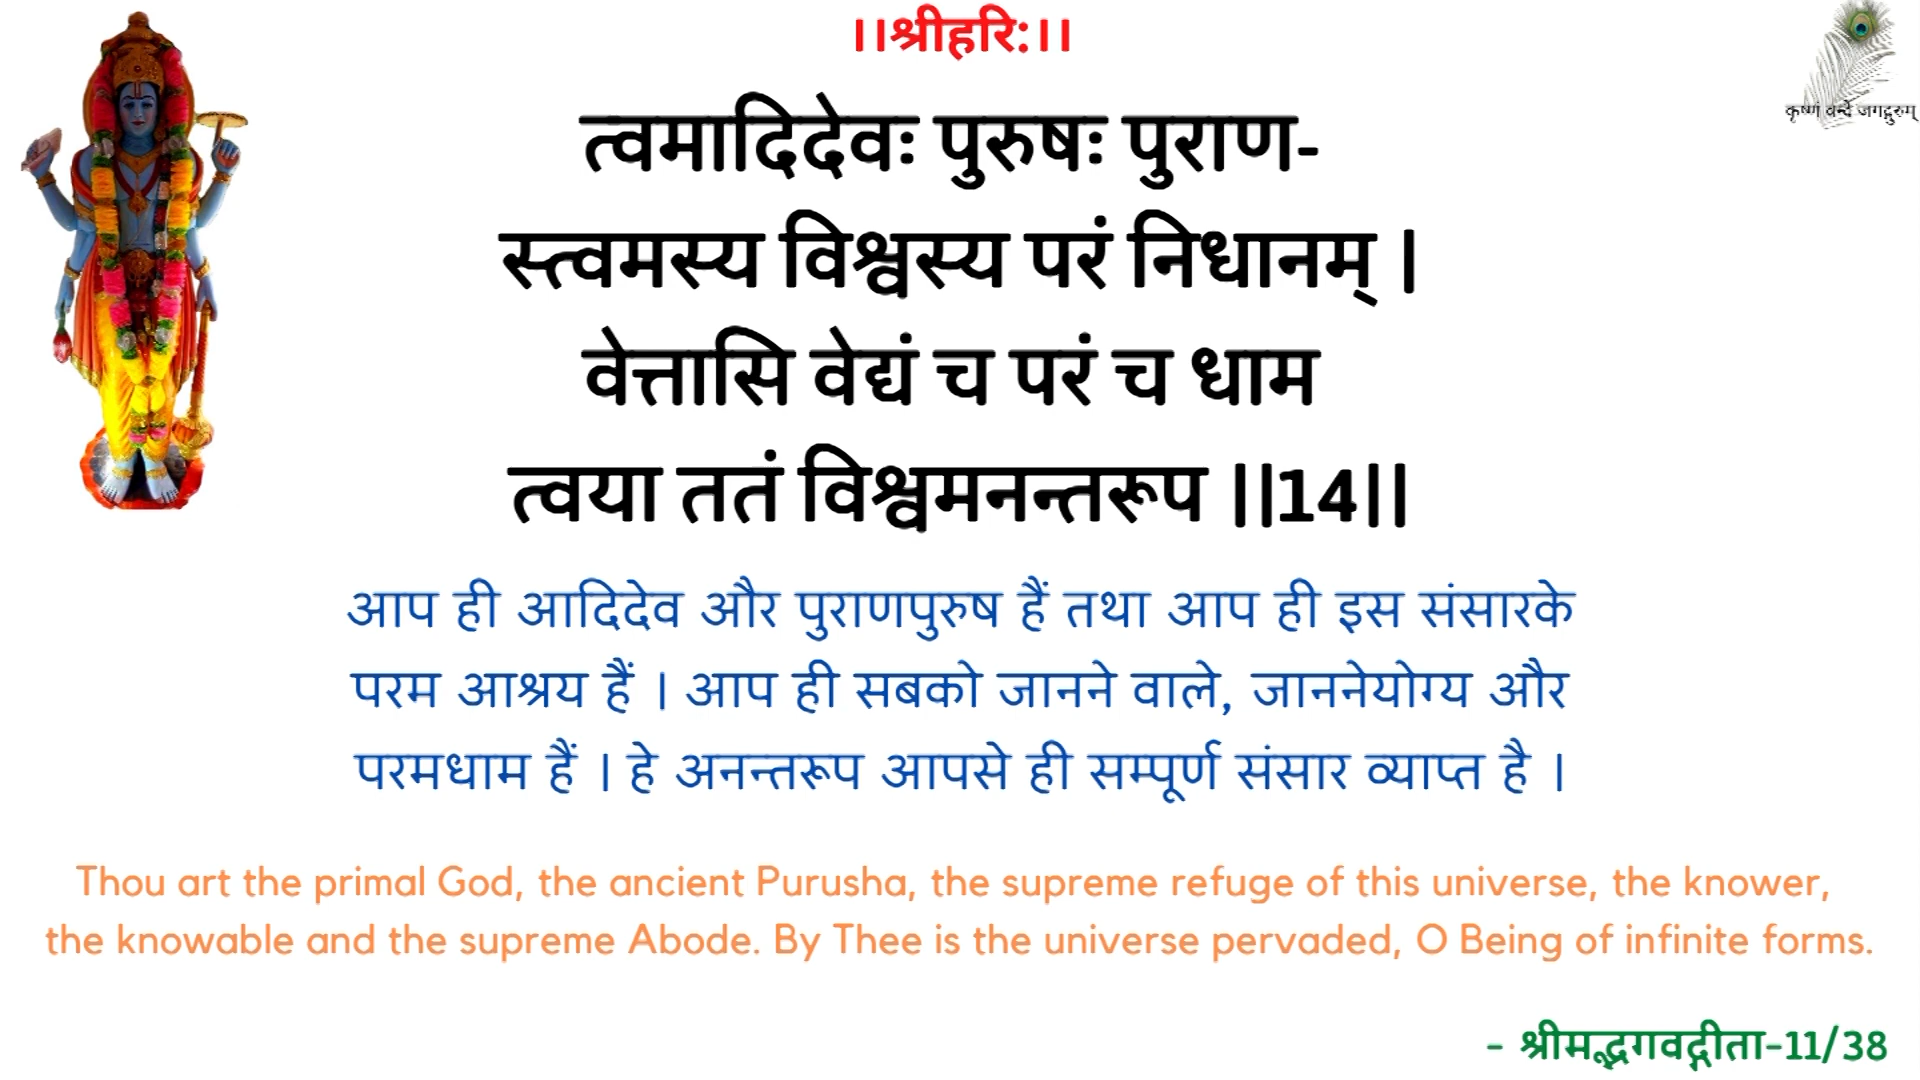 ।।श्रीहरि:।।
कृष्णं वन्दे जगद्गुरुम्
त्वमादिदेवः पुरुषः पुराण-
स्त्वमस्य विश्वस्य परं निधानम् |
वेत्तासि वेद्यं च परं च धाम
त्वया ततं विश्वमनन्तरूप ||14||
आप ही आदिदेव और पुराणपुरुष हैं तथा आप ही इस संसारके
परम आश्रय हैं । आप ही सबको जानने वाले, जाननेयोग्य और
परमधाम हैं । हे अनन्तरूप आपसे ही सम्पूर्ण संसार व्याप्त है ।
Thou art the primal God, the ancient Purusha, the supreme refuge of this universe, the knower,
the knowable and the supreme Abode. By Thee is the universe pervaded, O Being of infinite forms.
- श्रीमद्भगवद्गीता-11/38